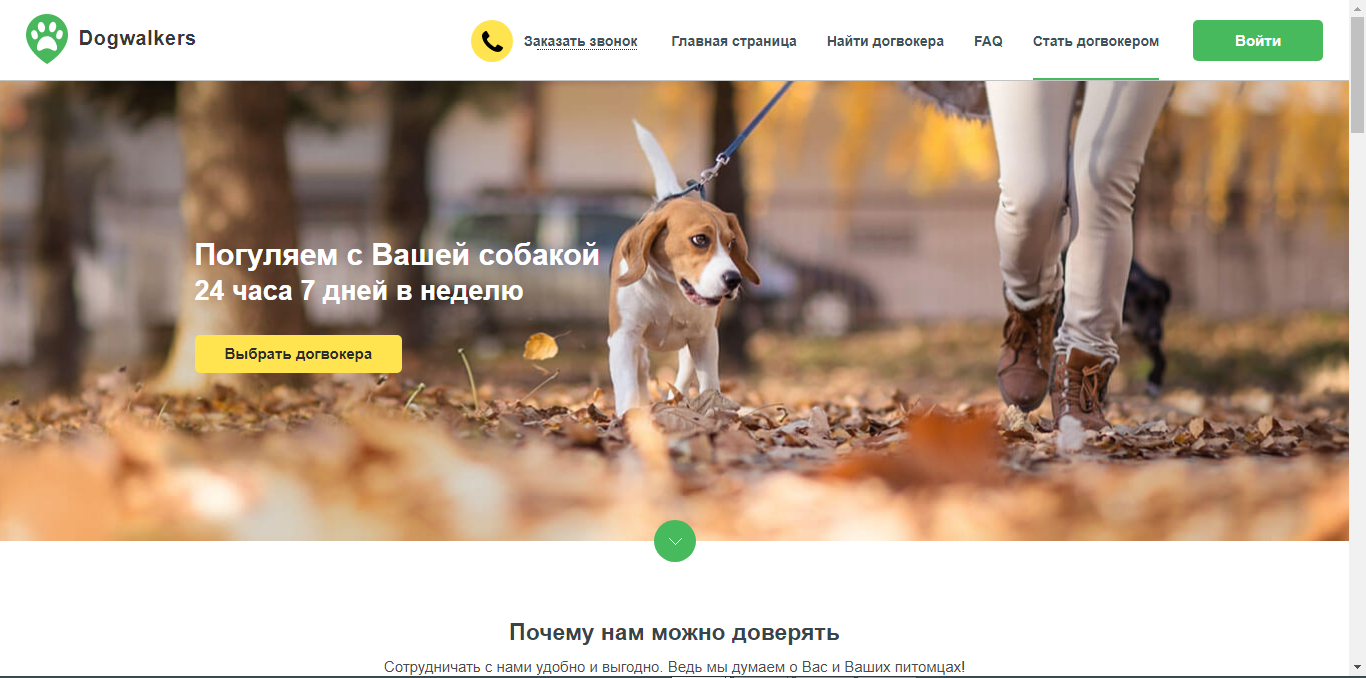 Dogwalkers
Заказать звонок
Главная страница
Найти догвокера
FAQ
Стать догвокером
Войти
Погуляем с Вашей собакой
24 часа 7 дней в неделю
Выбрать догвокера
Почему нам можно доверять
Сотрудничать с нами удобно и выгодно. Ведь мы думаем о Вас и Ваших питомцах!